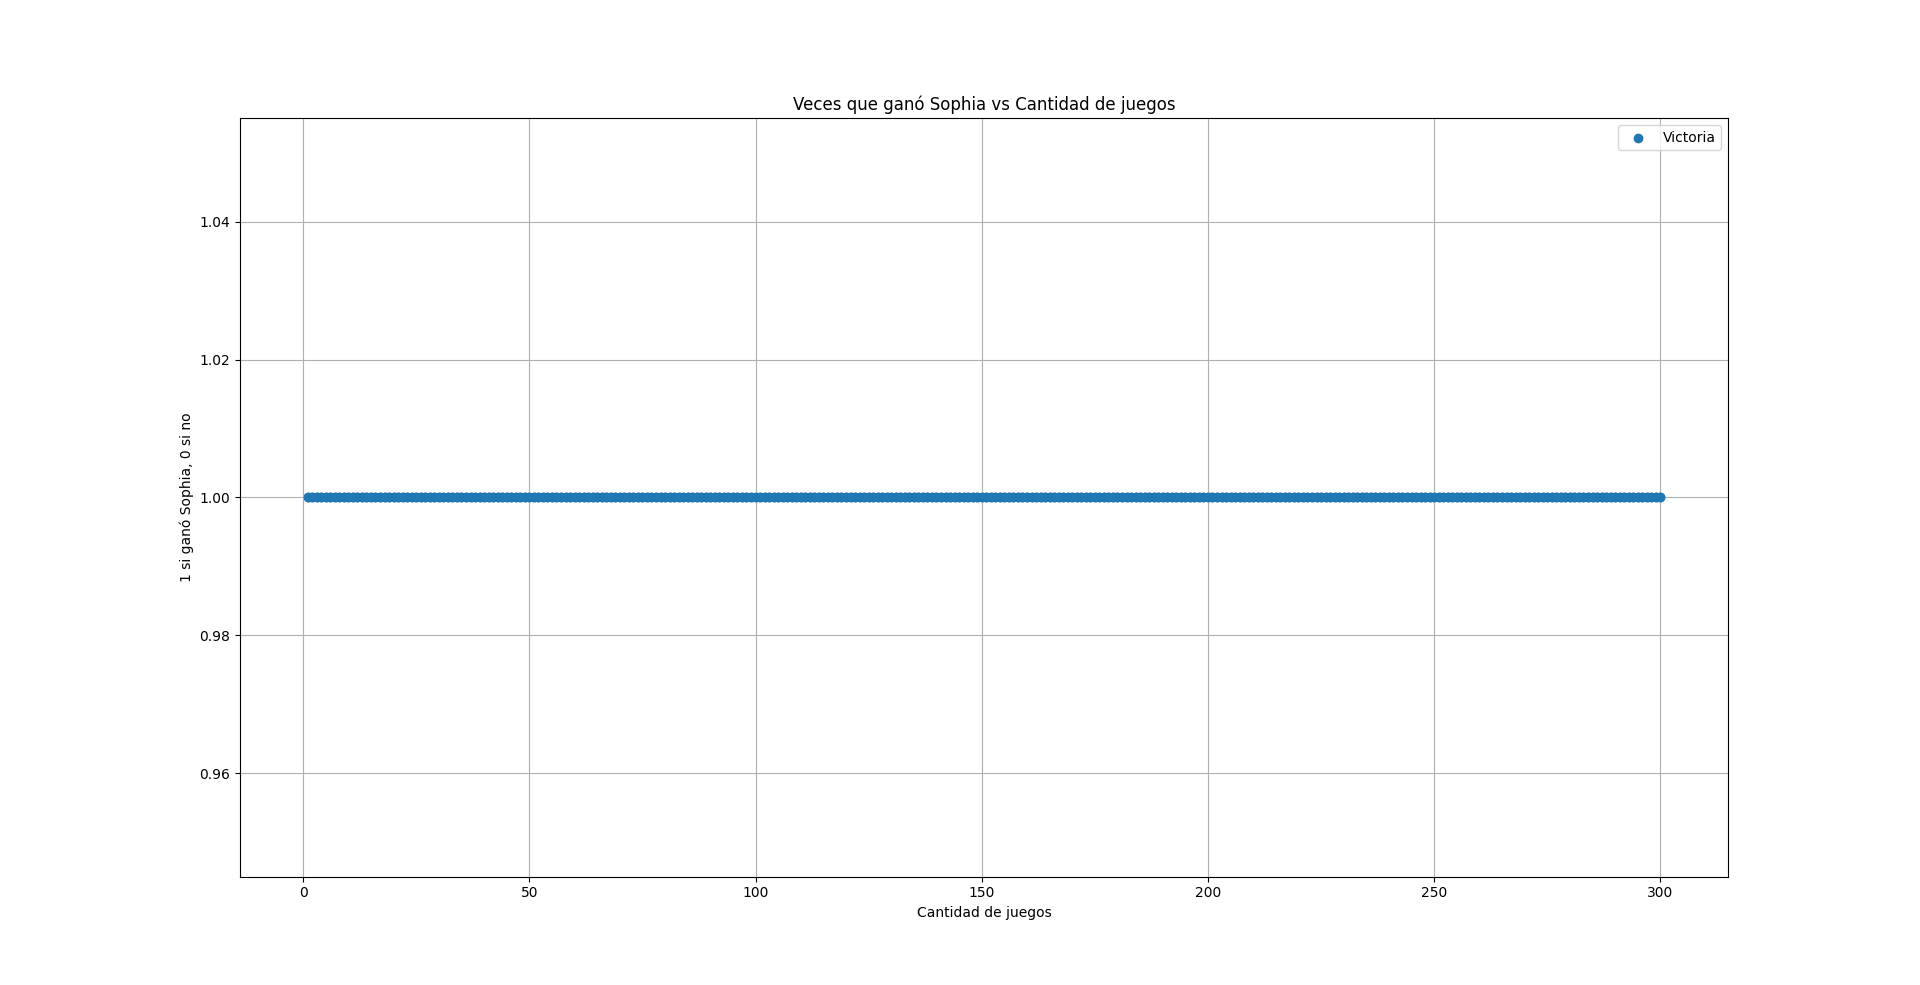 Veces que ganó Sophia vs Cantidad de juegos
Victoria
1.04
1.02
1.00
0.98
0.96
1 si ganó Sophia, 0 si no
0 50 100 150 200 250 300
Cantidad de juegos